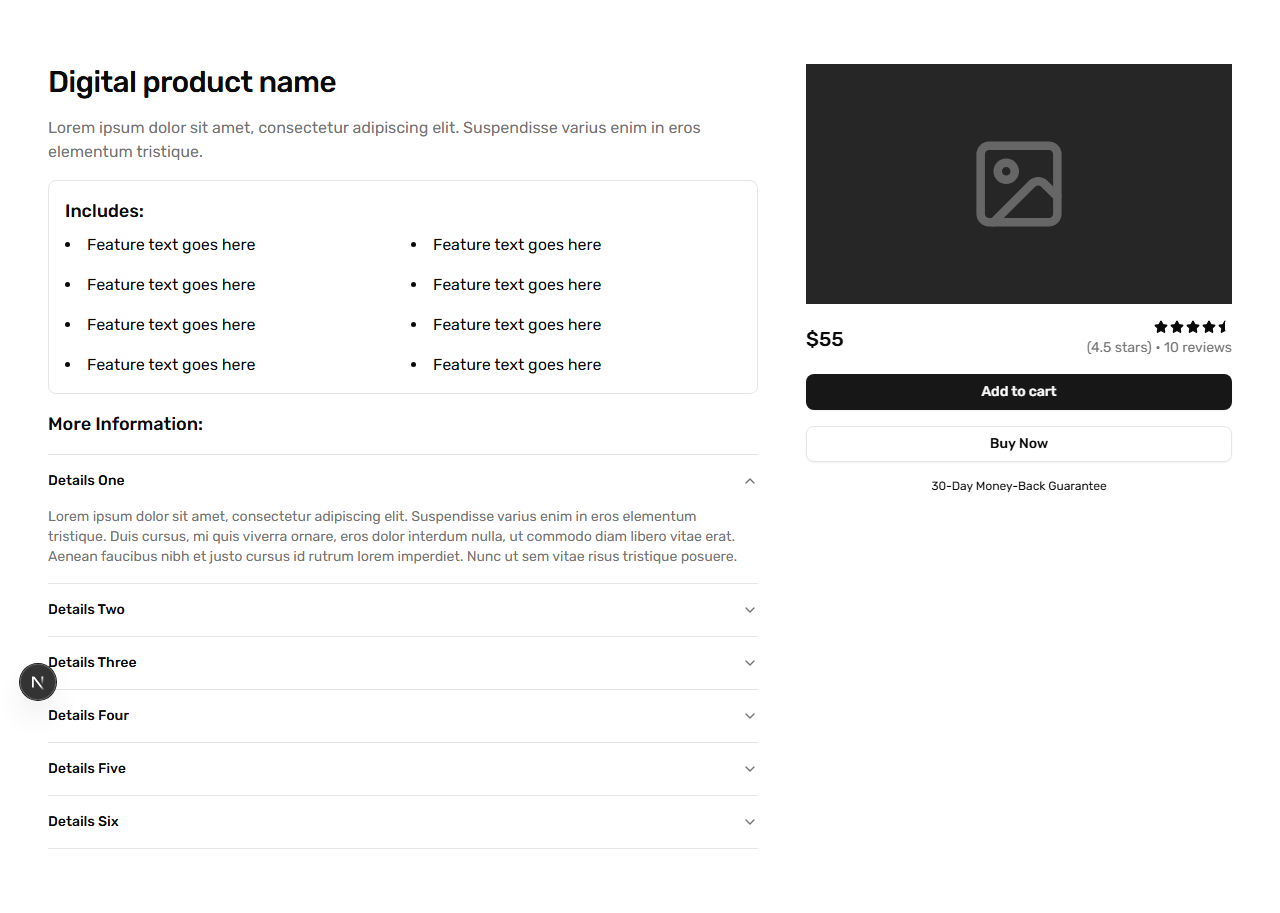 Digital product name
Lorem ipsum dolor sit amet, consectetur adipiscing elit. Suspendisse varius enim in eros
elementum tristique.
Includes:
Feature text goes here
Feature text goes here
Feature text goes here
Feature text goes here
Feature text goes here
Feature text goes here
Feature text goes here
Feature text goes here
More Information:
Details One
Lorem ipsum dolor sit amet, consectetur adipiscing elit. Suspendisse varius enim in eros elementum
tristique. Duis cursus, mi quis viverra ornare, eros dolor interdum nulla, ut commodo diam libero vitae erat.
Aenean faucibus nibh et justo cursus id rutrum lorem imperdiet. Nunc ut sem vitae risus tristique posuere.
Details Two
Details Three
N
Details Four
Details Five
Details Six
$55
(4.5 stars) • 10 reviews
Add to cart
Buy Now
30-Day Money-Back Guarantee